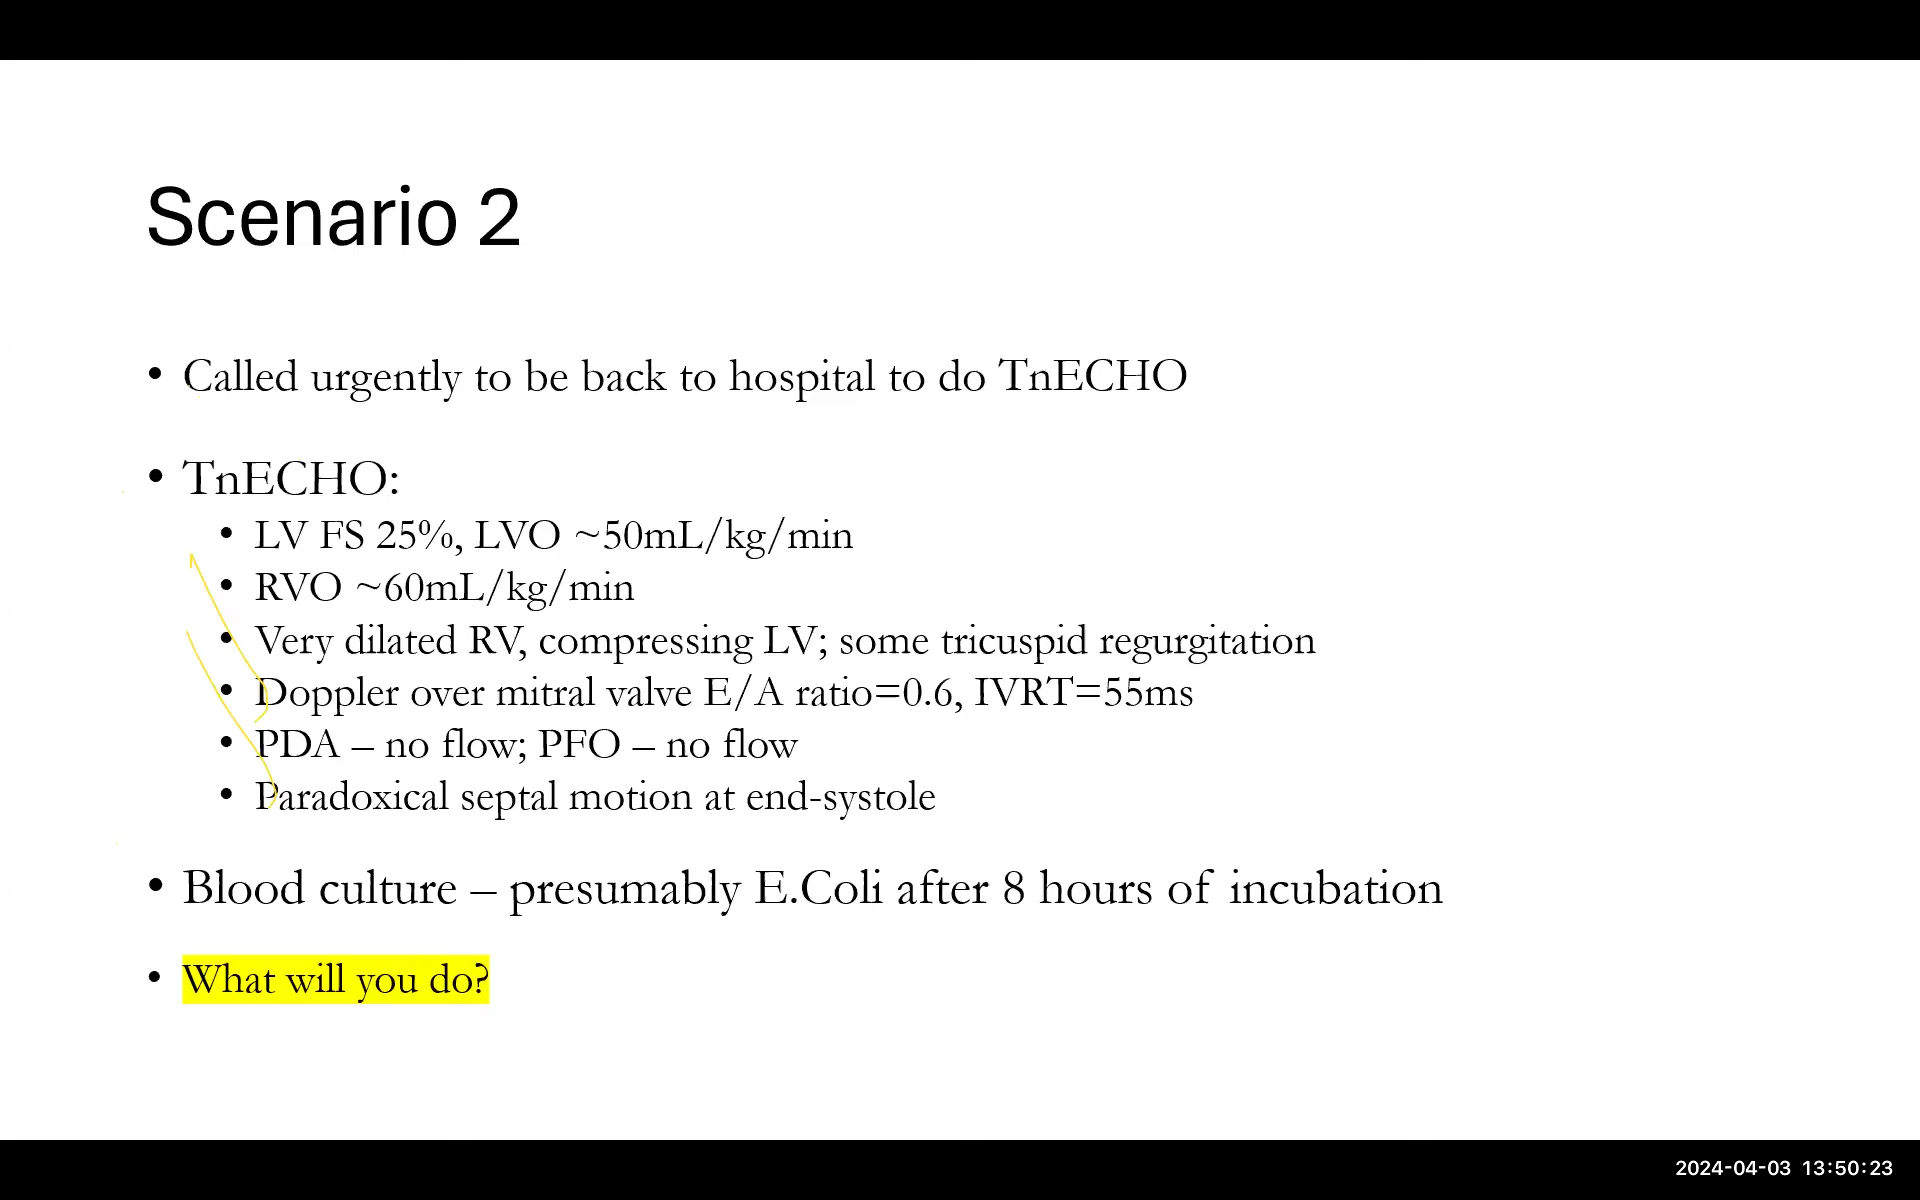 Scenario 2
• Called urgently to be back to hospital to do TnECHO
• TnECHO:
• LV FS 25%, LVO ~50mL/kg/min
• RVO ~60mL/kg/min
• Very dilated RV, compressing LV; some tricuspid regurgitation
• Doppler over mitral valve E/A ratio=0.6, IVRT=55ms
• PDA – no flow; PFO – no flow
• Paradoxical septal motion at end-systole
• Blood culture – presumably E.Coli after 8 hours of incubation
• What will you do?
2024-04-03 13:50:23